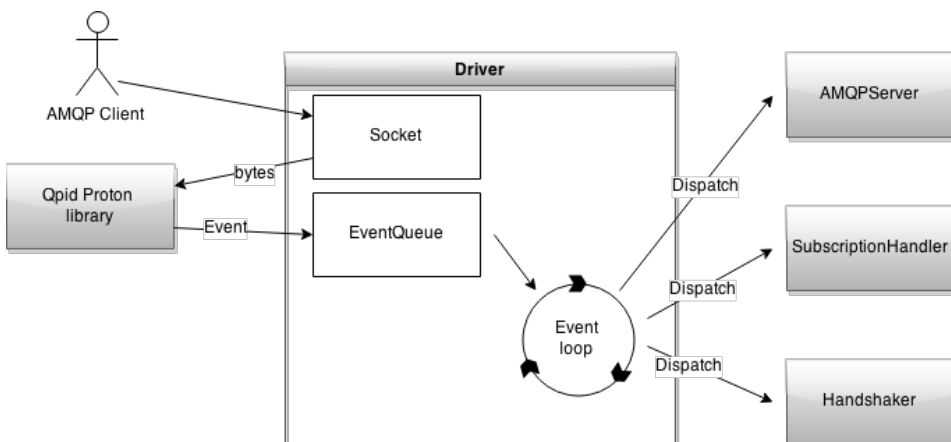 Driver
AMQP Client
Socket
AMQPServer
bytes
Qpid Proton
library
Event
EventQueue
Dispatch
SubscriptionHandler
Dispatch
Event
loop
Dispatch
Handshaker